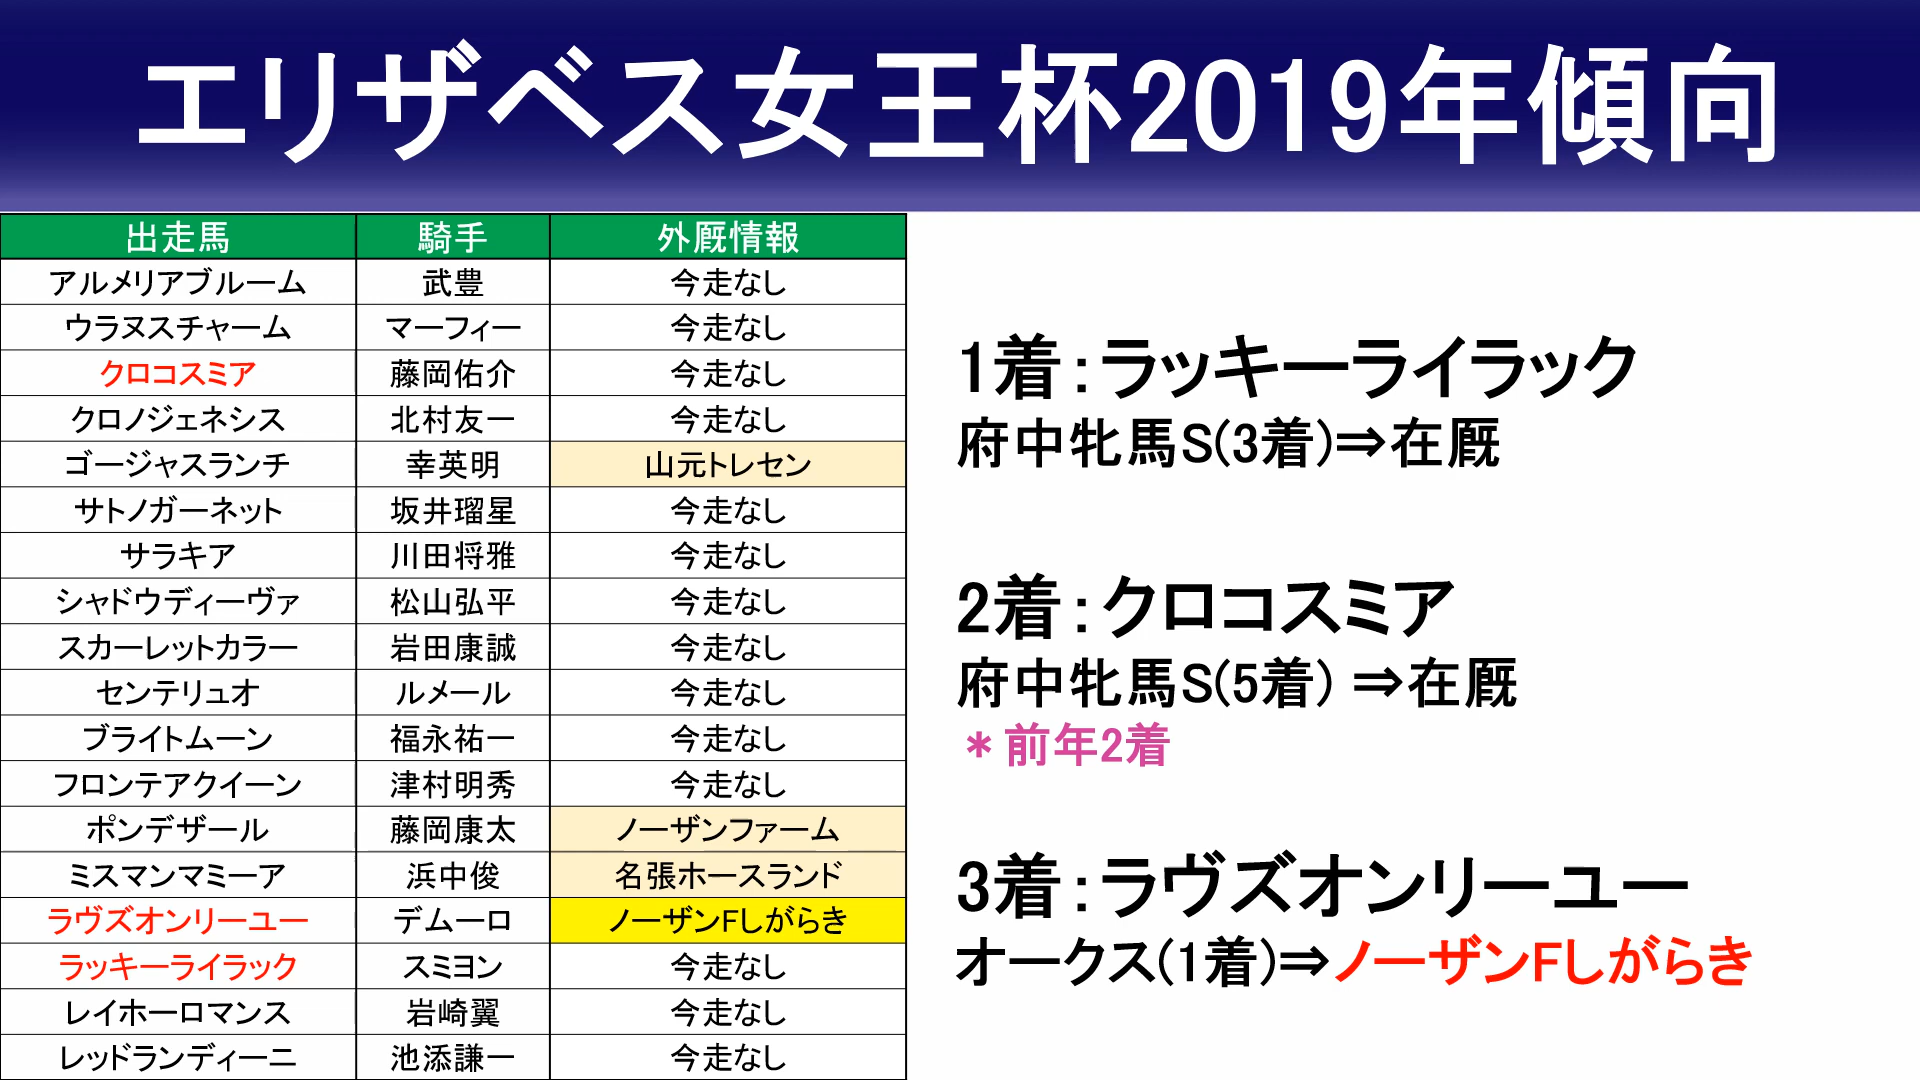 エリザベス女王杯2019年傾向
出走馬 騎手 外厩情報
アルメリアブルーム 武豊 今走なし
ウラヌスチャーム マーフィー 今走なし
クロコスミア 藤岡佑介 今走なし
クロノジェネシス 北村友一 今走なし
ゴージャスランチ 幸英明 山元トレセン
サトノガーネット 坂井瑠星 今走なし
サラキア 川田将雅 今走なし
シャドウディーヴァ 松山弘平 今走なし
スカーレットカラー 岩田康誠 今走なし
センテリュオ ルメール 今走なし
ブライトムーン 福永祐一 今走なし
フロンテアクイーン 津村明秀 今走なし
ポンデザール 藤岡康太 ノーザンファーム
ミスマンマミーア 浜中俊 名張ホースランド
ラヴズオンリーユー デムーロ ノーザンFしがらき
ラッキーライラック スミヨン 今走なし
レイホーロマンス 岩崎翼 今走なし
レッドランディーニ 池添謙一 今走なし
1着:ラッキーライラック
府中牝馬S(3着)⇒在厩
2着:クロコスミア
府中牝馬S(5着)⇒在厩
＊前年2着
3着:ラヴズオンリーユー
オークス(1着)⇒ノーザンFしがらき